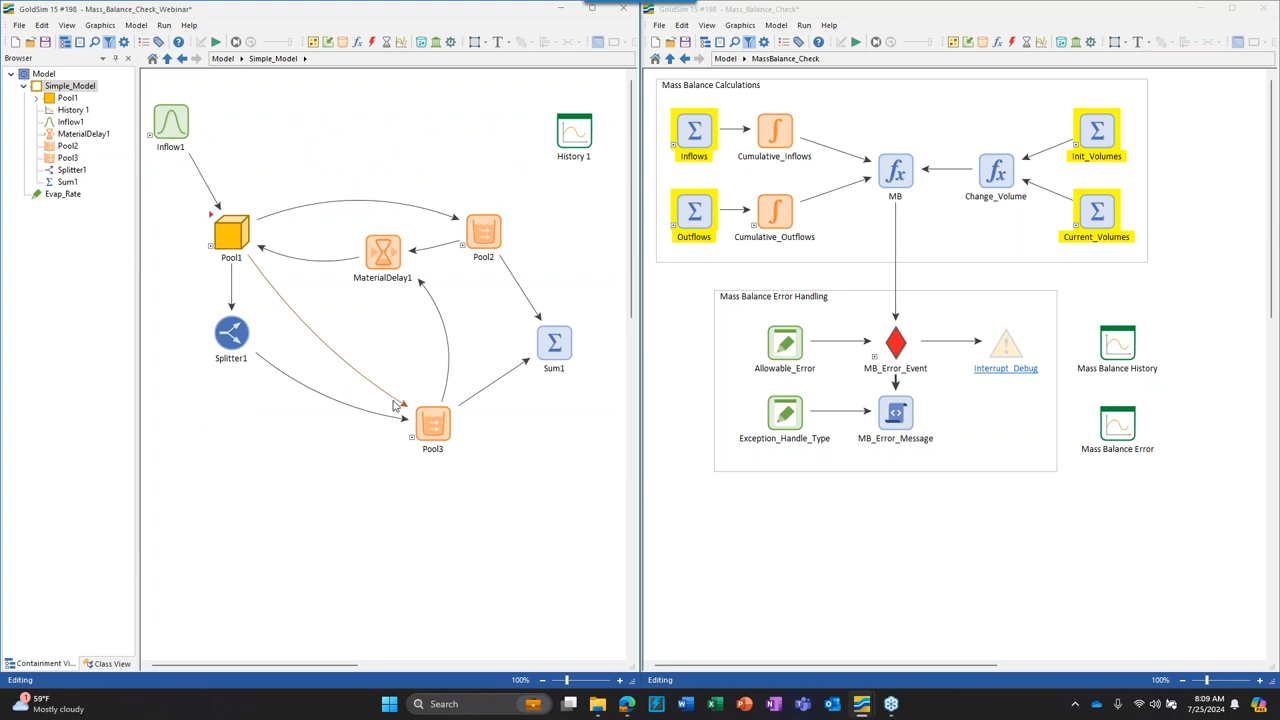 GoldSim 15 #198 - Mass_Balance_Check_Webinar*
File Edit View Graphics Model Run Help
Browser
Model
Simple_Model
Pool1
History 1
Inflow1
MaterialDelay1
Pool2
Pool3
Splitter1
Sum1
Evap_Rate
Containment Vi...
Class View
Model Simple_Model
Inflow1
History 1
Pool1
Pool2
MaterialDelay1
Splitter1
Sum1
Pool3
Editing
100%
GoldSim 15 #198 - Mass_Balance_Check*
File Edit View Graphics Model Run Help
Model MassBalance_Check
Mass Balance Calculations
Inflows
Cumulative_Inflows
MB
Change_Volume
Init_Volumes
Outflows
Cumulative_Outflows
Current_Volumes
Mass Balance Error Handling
Allowable_Error
MB_Error_Event
Interrupt_Debug
Mass Balance History
Exception_Handle_Type
MB_Error_Message
Mass Balance Error
Editing
100%
1
59°F
Mostly cloudy
Search
8:09 AM
7/25/2024